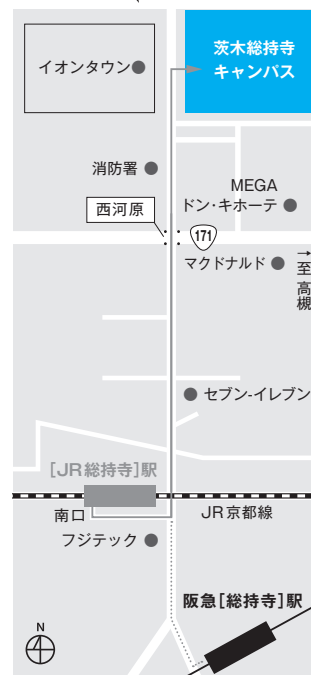 茨木総持寺
キャンパス
イオンタウン
消防署
MEGA
ドン・キホーテ
西河原
171
マクドナルド
→至高槻
セブン-イレブン
[JR総持寺]駅
南口
JR京都線
フジテック
阪急[総持寺]駅
N